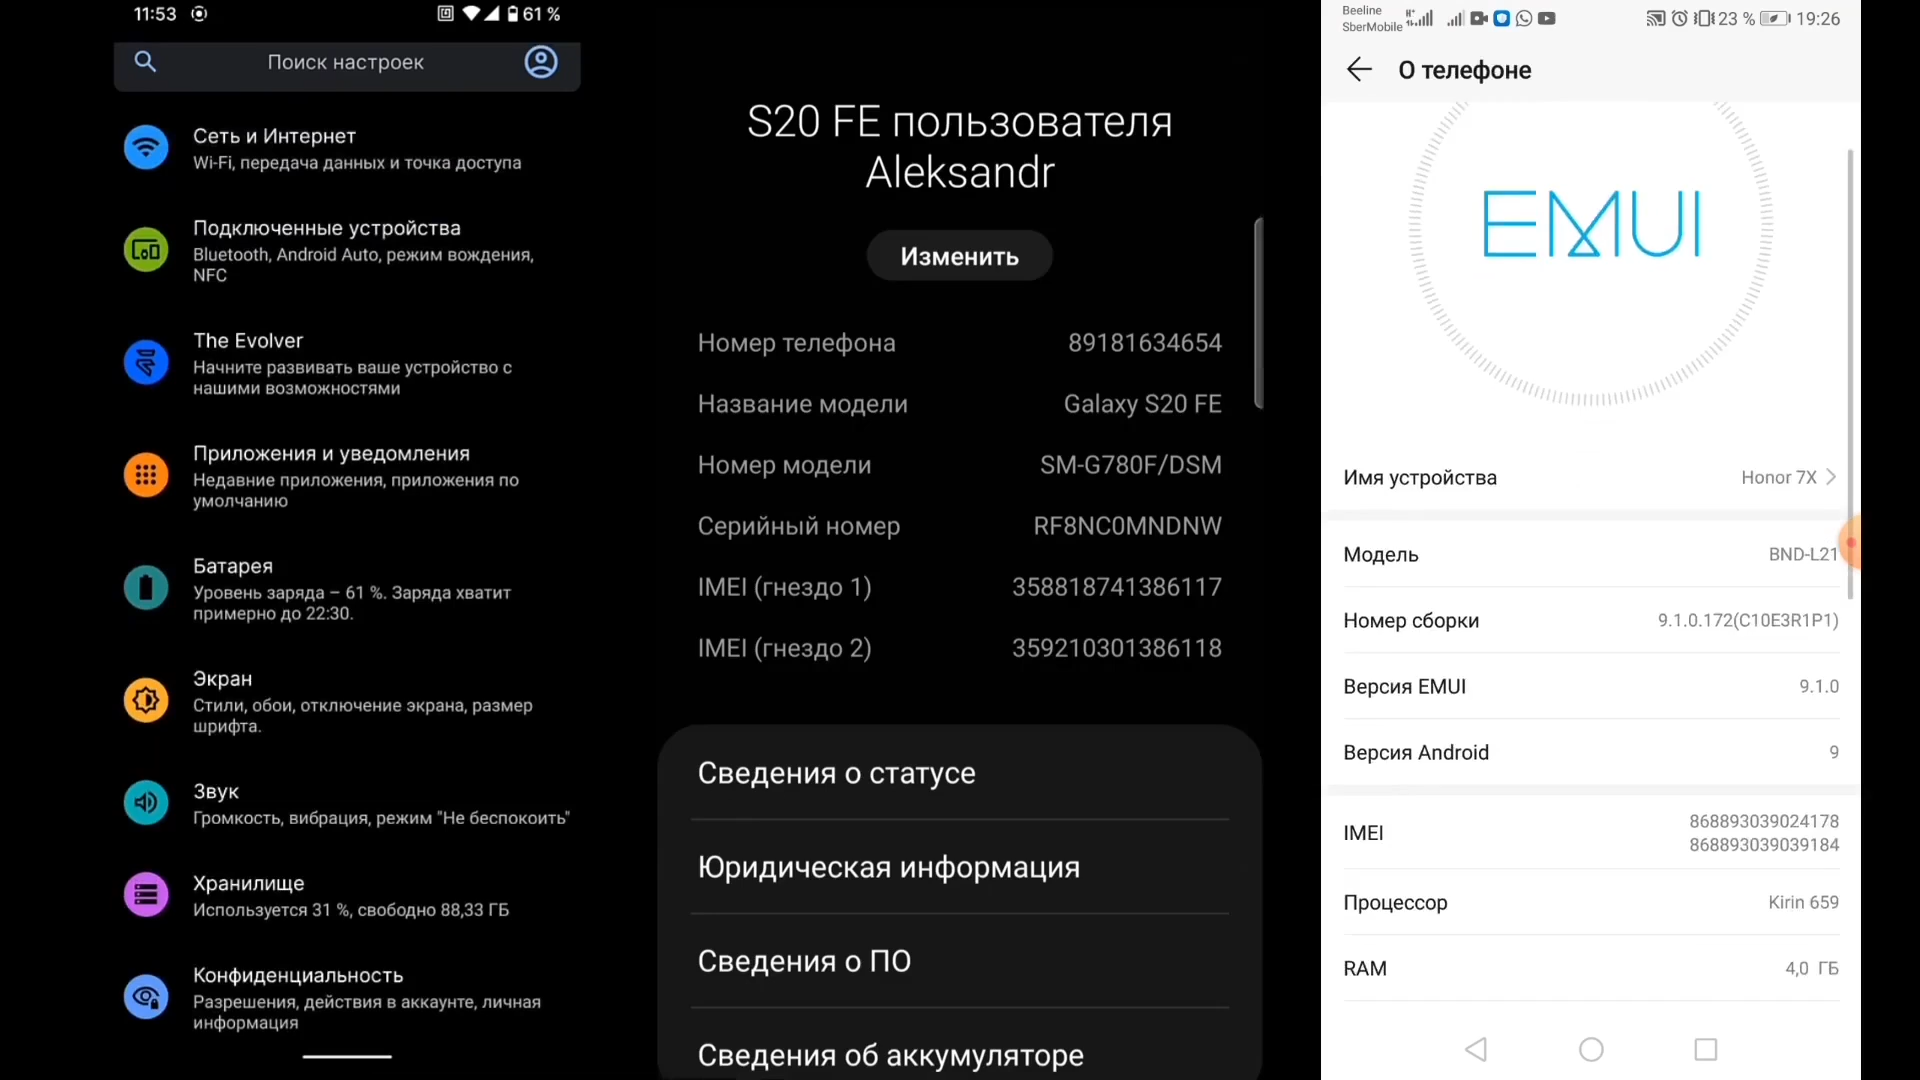 11:53
61 %
Поиск настроек
Сеть и Интернет
Wi-Fi, передача данных и точка доступа
Подключенные устройства
Bluetooth, Android Auto, режим вождения,
NFC
The Evolver
Начните развивать ваше устройство с
нашими возможностями
Приложения и уведомления
Недавние приложения, приложения по
умолчанию
Батарея
Уровень заряда – 61 %. Заряда хватит
примерно до 22:30.
Экран
Стили, обои, отключение экрана, размер
шрифта.
Звук
Громкость, вибрация, режим "Не беспокоить"
Хранилище
Используется 31 %, свободно 88,33 ГБ
Конфиденциальность
Разрешения, действия в аккаунте, личная
информация
S20 FE пользователя
Aleksandr
Изменить
Номер телефона 89181634654
Название модели Galaxy S20 FE
Номер модели SM-G780F/DSM
Серийный номер RF8NC0MNDNW
IMEI (гнездо 1) 358818741386117
IMEI (гнездо 2) 359210301386118
Сведения о статусе
Юридическая информация
Сведения о ПО
Сведения об аккумуляторе
Beeline
SberMobile
23 % 19:26
О телефоне
EMUI
Имя устройства Honor 7X
Модель BND-L21
Номер сборки 9.1.0.172(C10E3R1P1)
Версия EMUI 9.1.0
Версия Android 9
IMEI 868893039024178
868893039039184
Процессор Kirin 659
RAM 4,0 ГБ